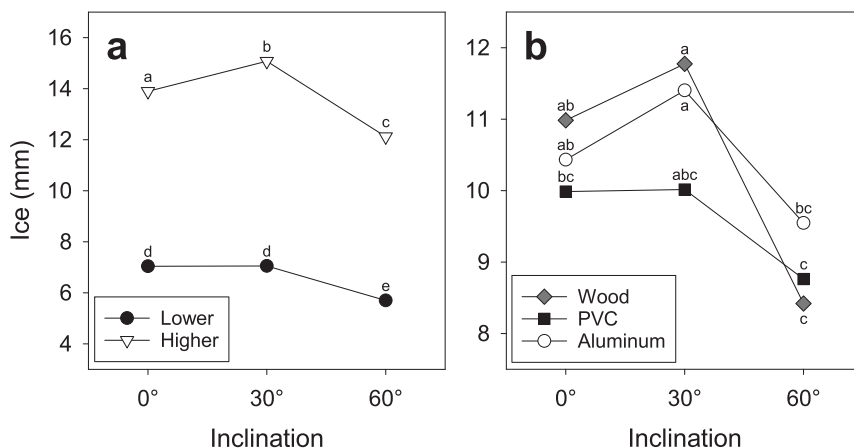 a
b
16
14
12
10
8
6
4
Ice (mm)
a
b
c
d
d
e
Lower
Higher
0°
30°
60°
Inclination
12
11
10
9
8
a
ab
a
ab
bc
abc
bc
c
c
Wood
PVC
Aluminum
0°
30°
60°
Inclination